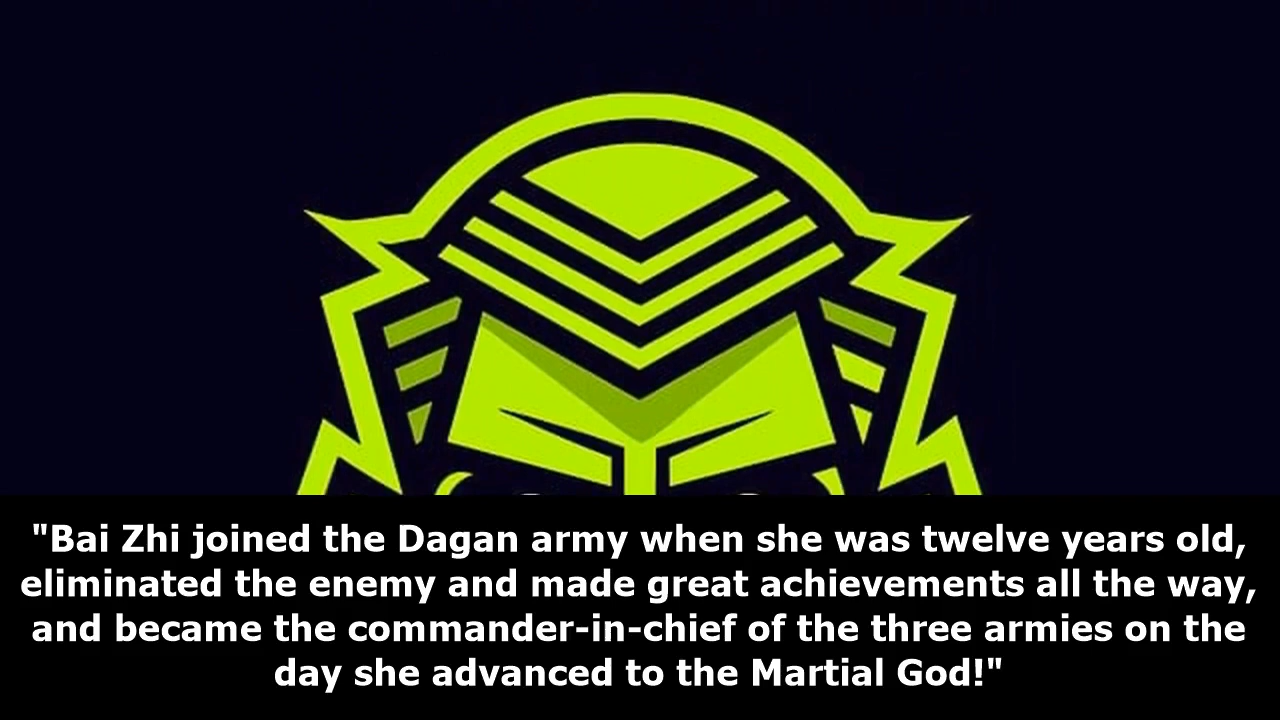 "Bai Zhi joined the Dagan army when she was twelve years old,
eliminated the enemy and made great achievements all the way,
and became the commander-in-chief of the three armies on the
day she advanced to the Martial God!"